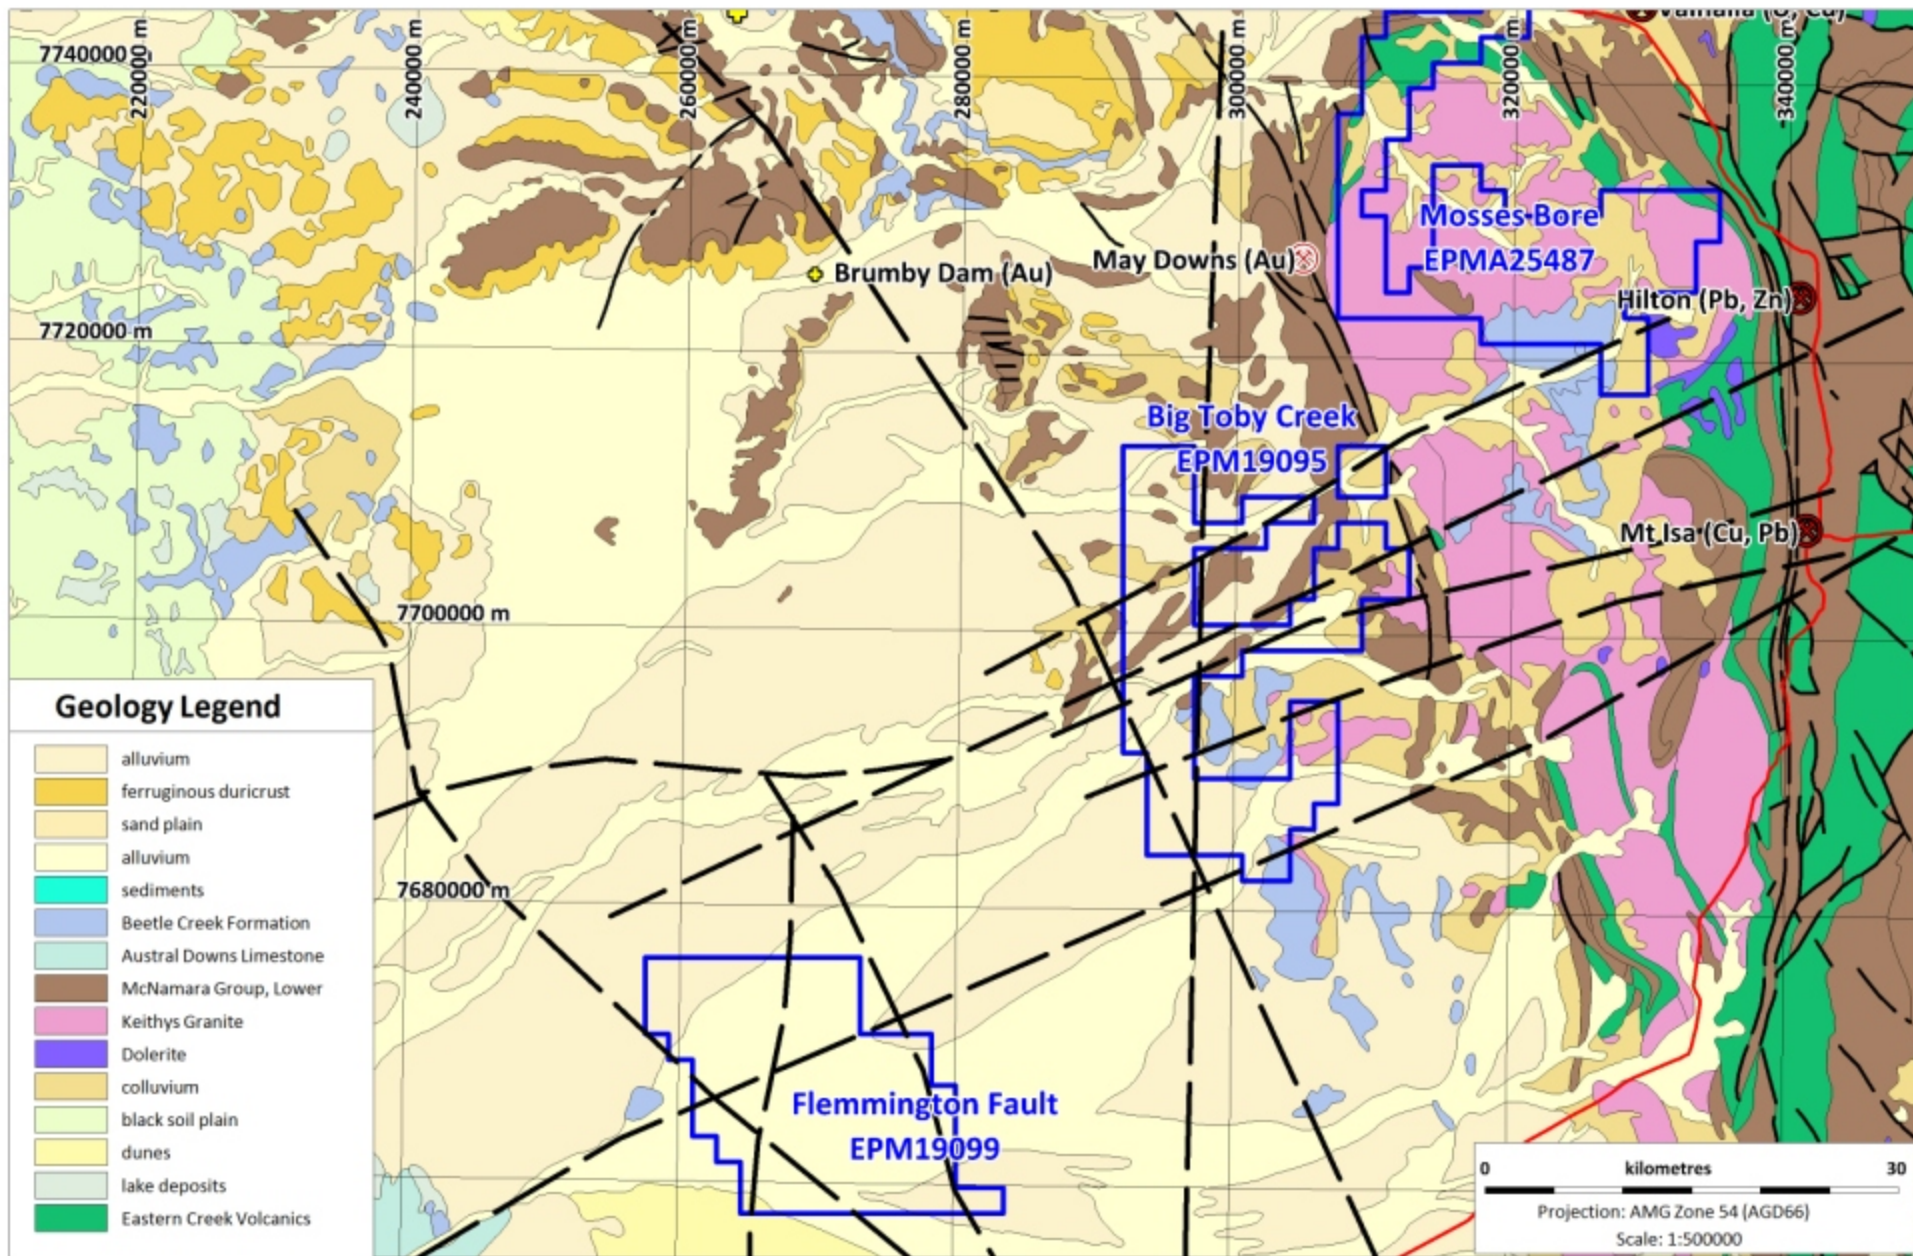 Valhalla (U, Cu)
7740000 m
220000 m
240000 m
260000 m
280000 m
300000 m
320000 m
340000 m
Mosses Bore
EPMA25487
May Downs (Au)
Brumby Dam (Au)
Hilton (Pb, Zn)
7720000 m
Big Toby Creek
EPM19095
Mt Isa (Cu, Pb)
7700000 m
7680000 m
Flemmington Fault
EPM19099
Geology Legend
alluvium
ferruginous duricrust
sand plain
alluvium
sediments
Beetle Creek Formation
Austral Downs Limestone
McNamara Group, Lower
Keithys Granite
Dolerite
colluvium
black soil plain
dunes
lake deposits
Eastern Creek Volcanics
0 kilometres 30
Projection: AMG Zone 54 (AGD66)
Scale: 1:500000